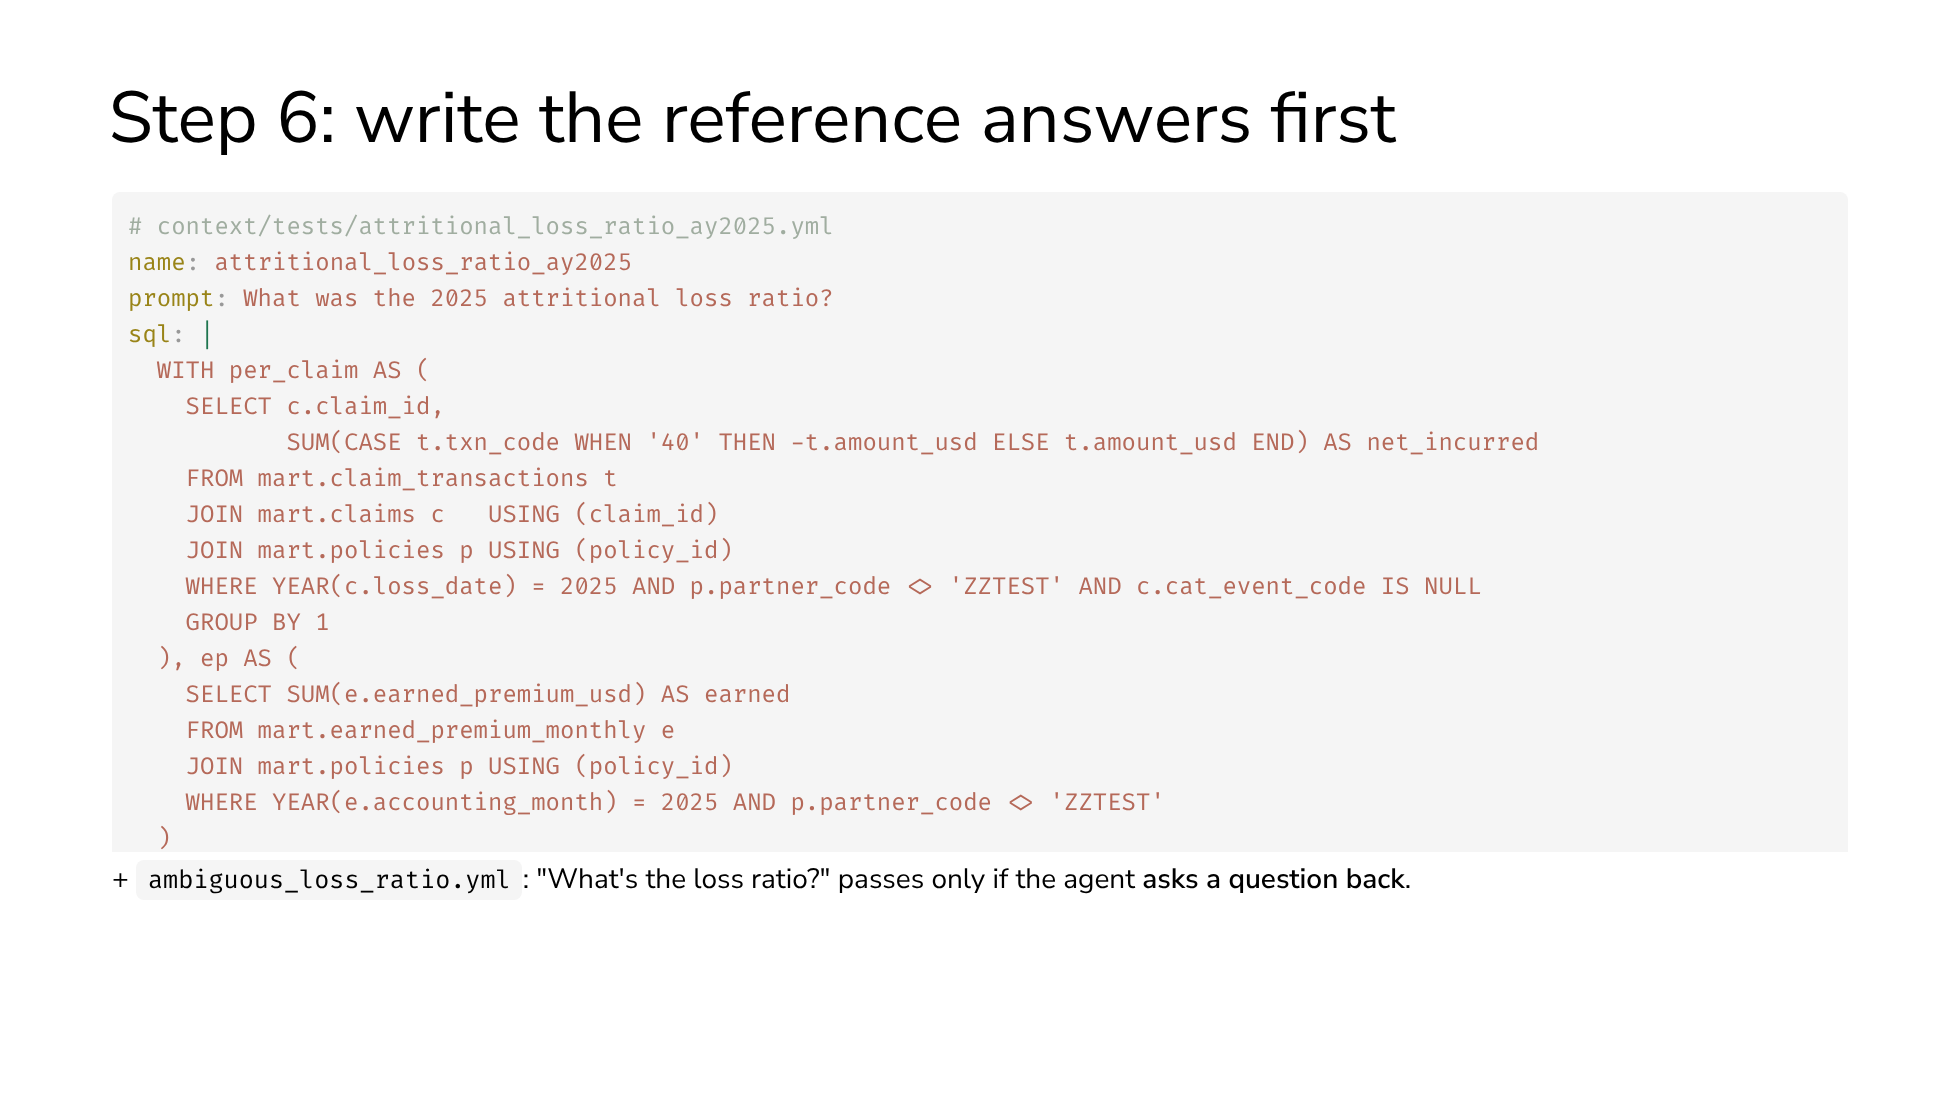 Step 6: write the reference answers first
# context/tests/attritional_loss_ratio_ay2025.yml
name: attritional_loss_ratio_ay2025
prompt: What was the 2025 attritional loss ratio?
sql: |
  WITH per_claim AS (
    SELECT c.claim_id,
           SUM(CASE t.txn_code WHEN '40' THEN -t.amount_usd ELSE t.amount_usd END) AS net_incurred
    FROM mart.claim_transactions t
    JOIN mart.claims c   USING (claim_id)
    JOIN mart.policies p USING (policy_id)
    WHERE YEAR(c.loss_date) = 2025 AND p.partner_code <> 'ZZTEST' AND c.cat_event_code IS NULL
    GROUP BY 1
  ), ep AS (
    SELECT SUM(e.earned_premium_usd) AS earned
    FROM mart.earned_premium_monthly e
    JOIN mart.policies p USING (policy_id)
    WHERE YEAR(e.accounting_month) = 2025 AND p.partner_code <> 'ZZTEST'
  )
+ ambiguous_loss_ratio.yml : "What's the loss ratio?" passes only if the agent asks a question back.